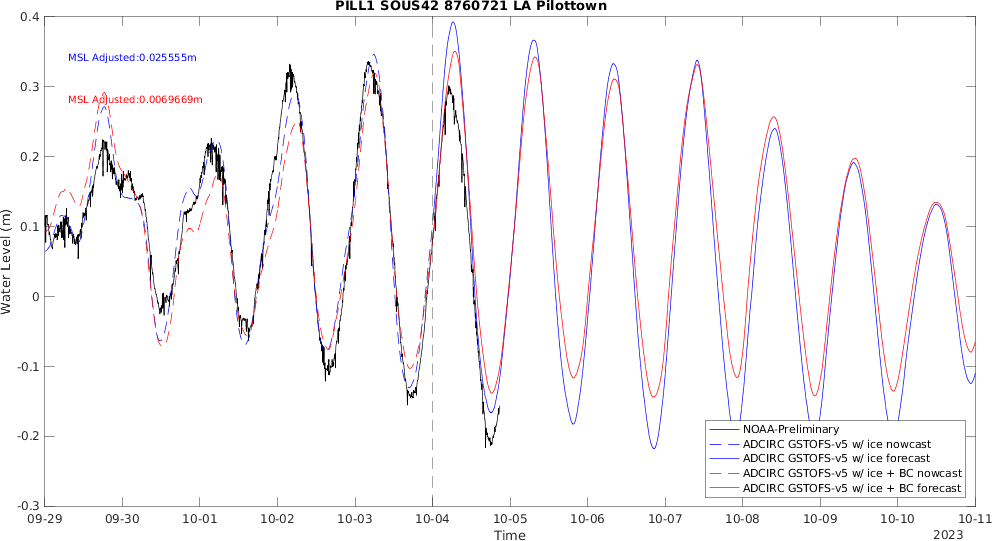 PILL1 SOUS42 8760721 LA Pilottown
MSL Adjusted:0.025555m
MSL Adjusted:0.0069669m
Water Level (m)
0.4
0.3
0.2
0.1
0
-0.1
-0.2
-0.3
NOAA-Preliminary
ADCIRC GSTOFS-v5 w/ ice nowcast
ADCIRC GSTOFS-v5 w/ ice forecast
ADCIRC GSTOFS-v5 w/ ice + BC nowcast
ADCIRC GSTOFS-v5 w/ ice + BC forecast
09-29 09-30 10-01 10-02 10-03 10-04 10-05 10-06 10-07 10-08 10-09 10-10 10-11
Time
2023